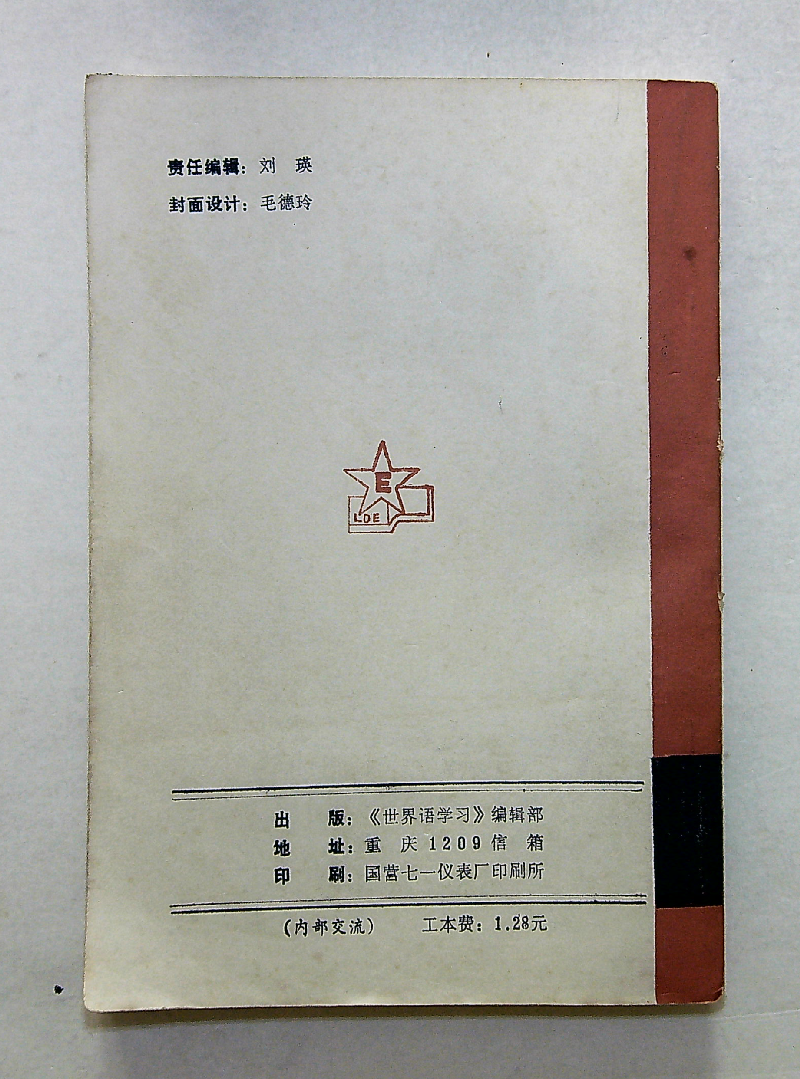 责任编辑：刘　瑛
封面设计：毛德玲
E
LDE
出　版：《世界语学习》编辑部
地　址：重　庆 1209 信　箱
印　刷：国营七一仪表厂印刷所
（内部交流）　工本费：1.28元